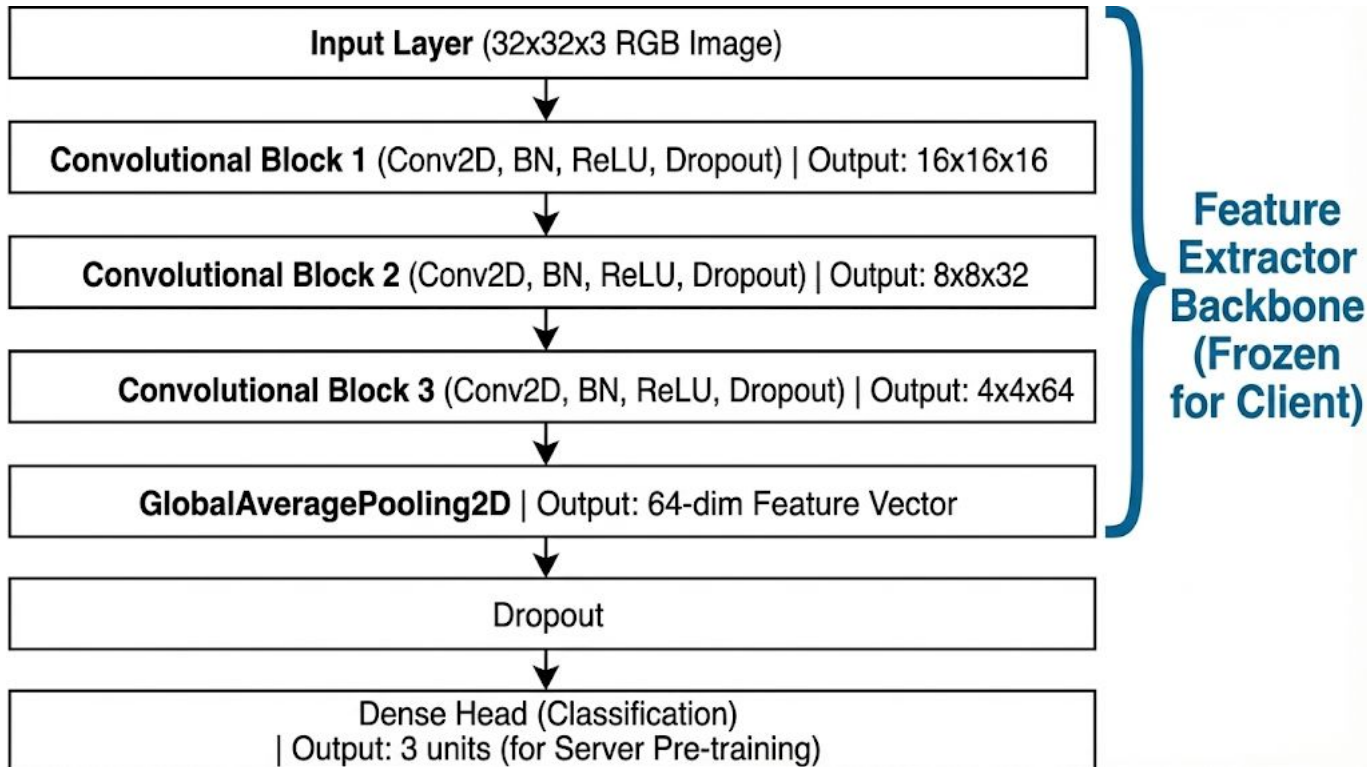 Input Layer (32x32x3 RGB Image)
Convolutional Block 1 (Conv2D, BN, ReLU, Dropout) | Output: 16x16x16
Convolutional Block 2 (Conv2D, BN, ReLU, Dropout) | Output: 8x8x32
Convolutional Block 3 (Conv2D, BN, ReLU, Dropout) | Output: 4x4x64
GlobalAveragePooling2D | Output: 64-dim Feature Vector
Dropout
Dense Head (Classification)
| Output: 3 units (for Server Pre-training)
Feature
Extractor
Backbone
(Frozen
for Client)